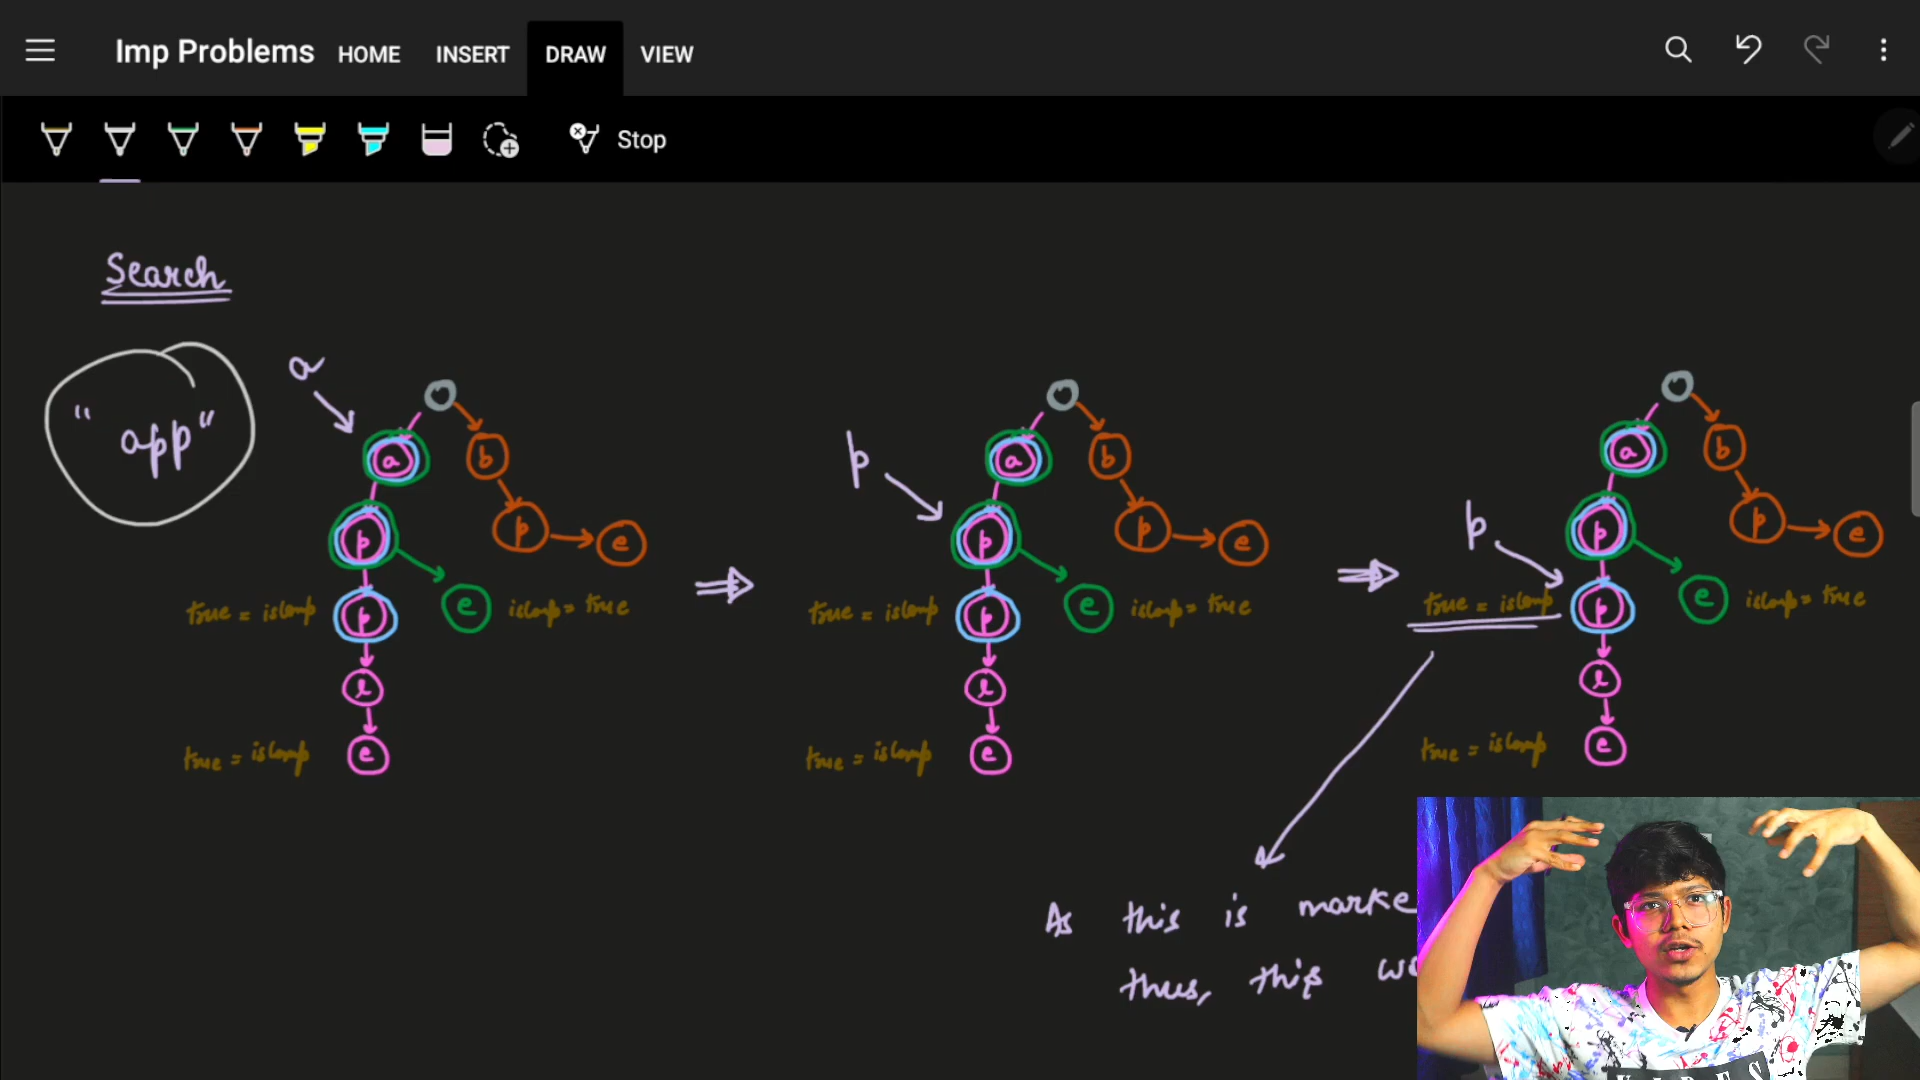 Imp Problems HOME INSERT DRAW VIEW
Stop
Search
"app"
a
a b
p p e
true = isComp p e isComp = true
l
true = isComp e
p
a b
p p e
true = isComp p e isComp = true
l
true = isComp e
p
a b
p p e
true = isComp p e isComp = true
l
true = isComp e
As this is marke
thus, this wo